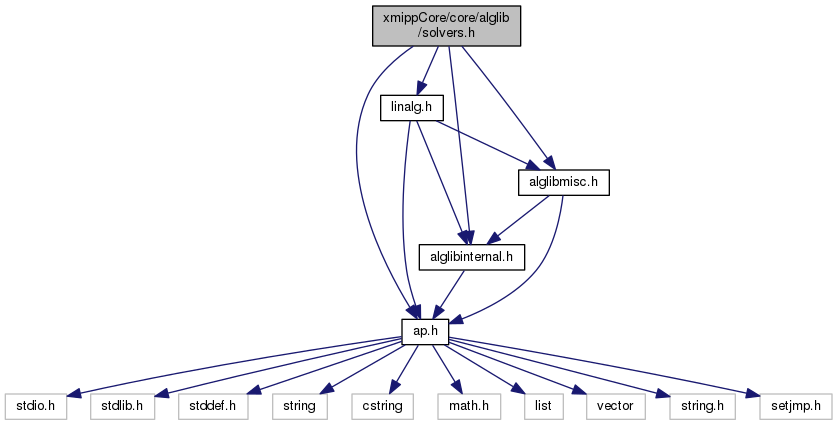 xmippCore/core/alglib
/solvers.h
linalg.h
alglibmisc.h
alglibinternal.h
ap.h
stdio.h
stdlib.h
stddef.h
string
cstring
math.h
list
vector
string.h
setjmp.h